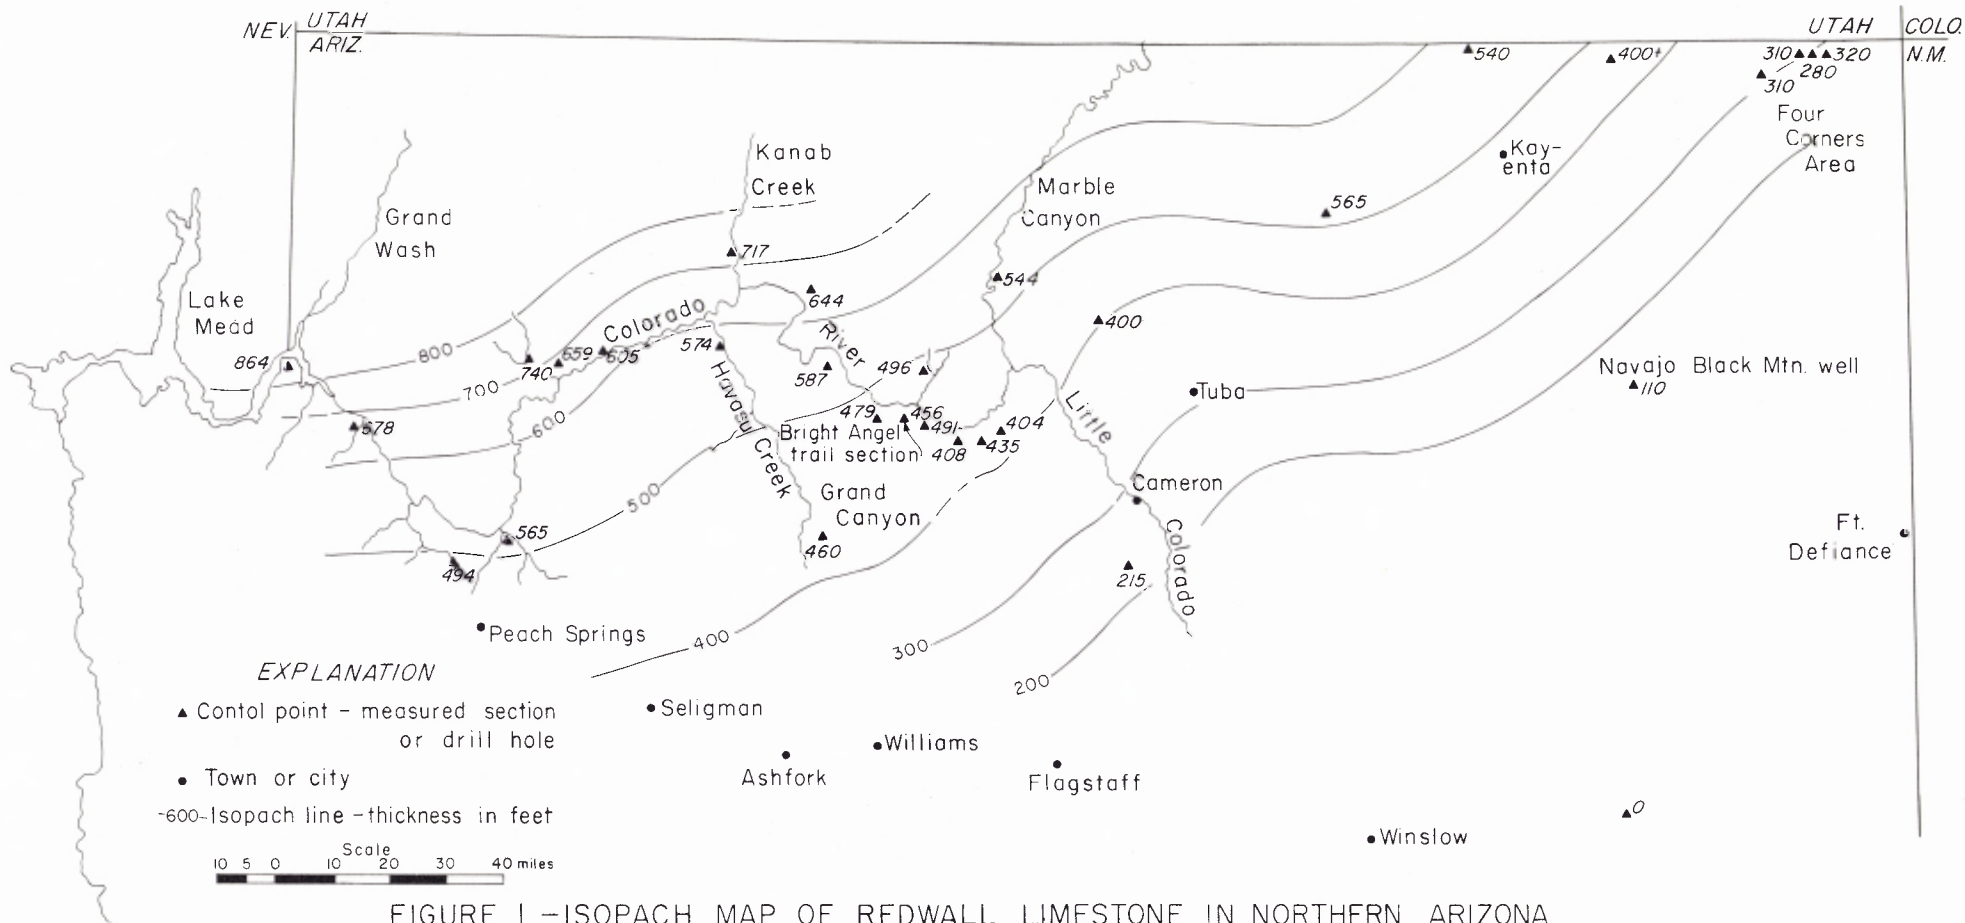 NEV.
UTAH
ARIZ.
UTAH
COLO.
N.M.
540
400+
310
280
320
310
Four
Corners
Area
Kanab
Creek
Marble
Canyon
Kay-
enta
Grand
Wash
565
717
544
Lake
Mead
644
400
Colorado
River
864
800
740
659
605
574
587
496
Navajo Black Mtn. well
110
700
600
Tuba
Havasu Creek
678
479
456
491
404
Bright Angel
trail section
408
435
Little
Colorado
Cameron
500
Grand
Canyon
460
565
494
215
Ft.
Defiance
Peach Springs
400
300
200
EXPLANATION
Contol point – measured section
or drill hole
Town or city
-600-Isopach line – thickness in feet
Scale
10 5 0 10 20 30 40 miles
Seligman
Williams
Ashfork
Flagstaff
Winslow
0
FIGURE 1 – ISOPACH MAP OF REDWALL LIMESTONE IN NORTHERN ARIZONA